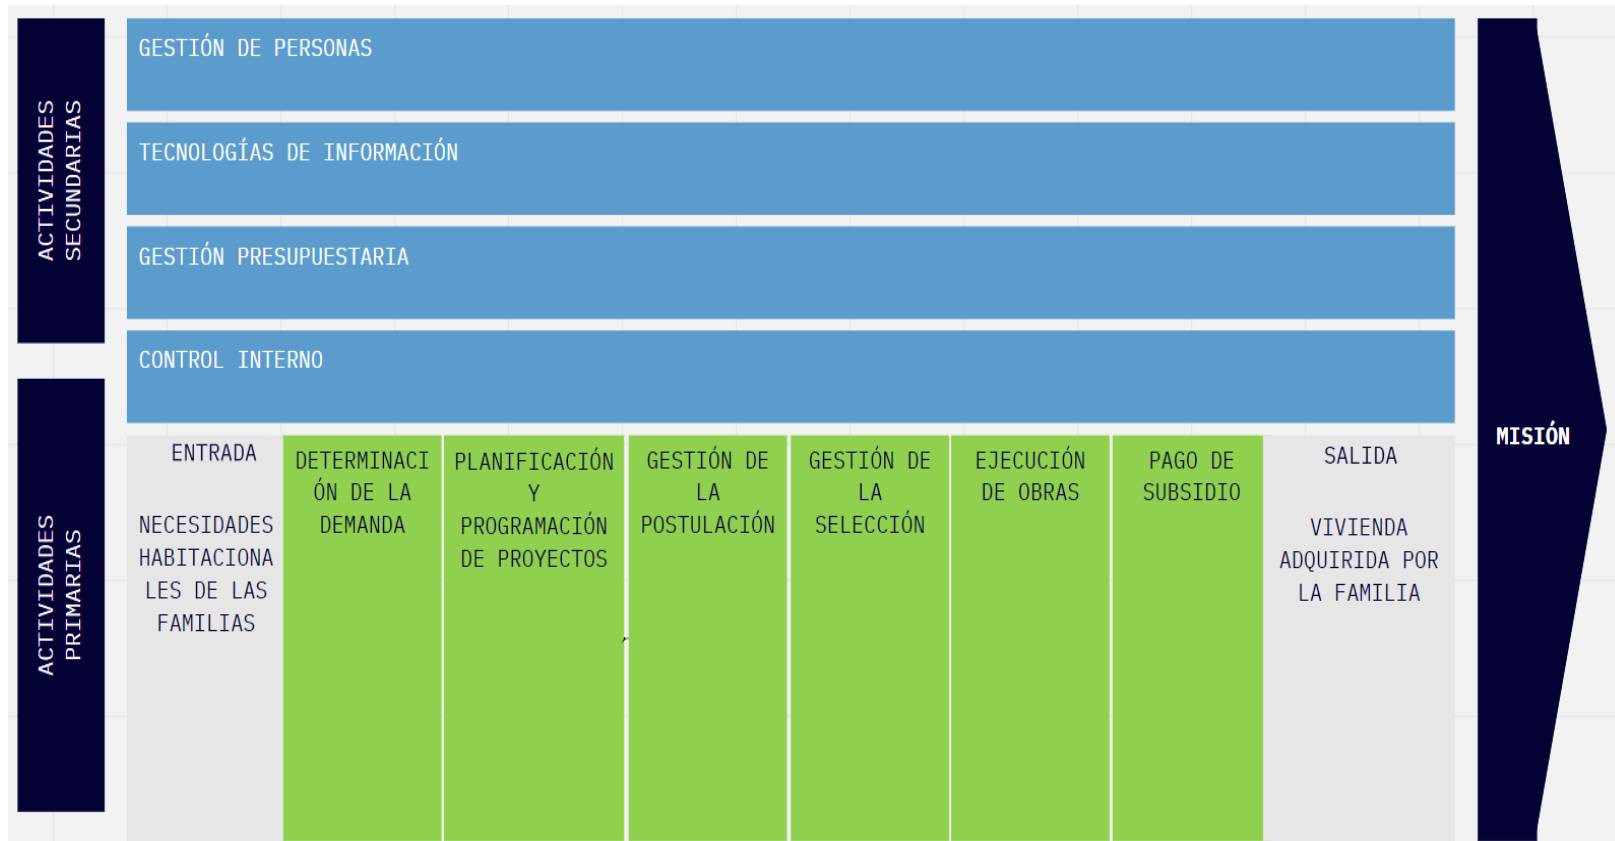 ACTIVIDADES
SECUNDARIAS
GESTIÓN DE PERSONAS
TECNOLOGÍAS DE INFORMACIÓN
GESTIÓN PRESUPUESTARIA
CONTROL INTERNO
ACTIVIDADES
PRIMARIAS
ENTRADA
NECESIDADES
HABITACIONA
LES DE LAS
FAMILIAS
DETERMINACI
ÓN DE LA
DEMANDA
PLANIFICACIÓN
Y
PROGRAMACIÓN
DE PROYECTOS
GESTIÓN DE
LA
POSTULACIÓN
GESTIÓN DE
LA
SELECCIÓN
EJECUCIÓN
DE OBRAS
PAGO DE
SUBSIDIO
SALIDA
VIVIENDA
ADQUIRIDA POR
LA FAMILIA
MISIÓN